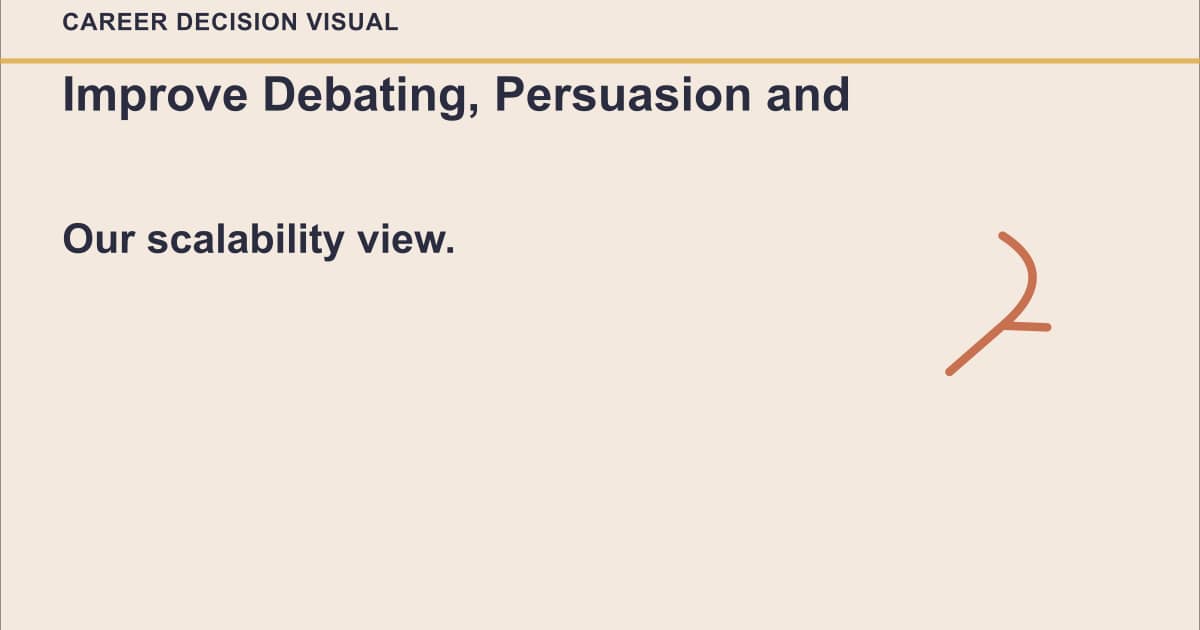 CAREER DECISION VISUAL
Improve Debating, Persuasion and
Our scalability view.